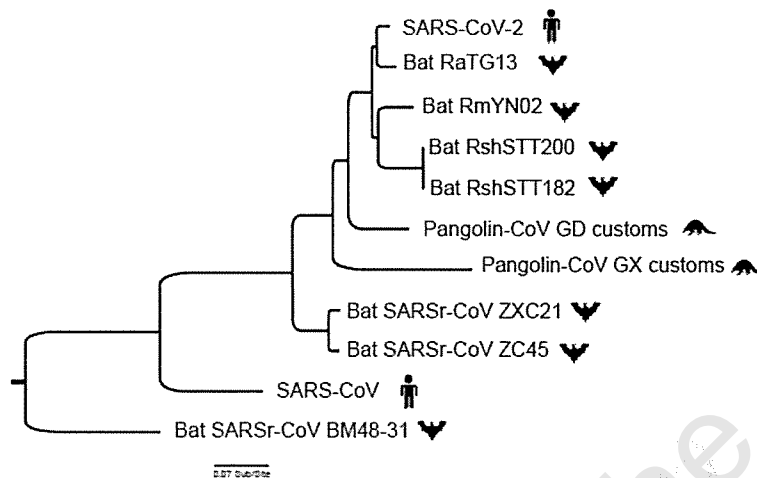 SARS-CoV-2
Bat RaTG13
Bat RmYN02
Bat RshSTT200
Bat RshSTT182
Pangolin-CoV GD customs
Pangolin-CoV GX customs
Bat SARSr-CoV ZXC21
Bat SARSr-CoV ZC45
SARS-CoV
Bat SARSr-CoV BM48-31